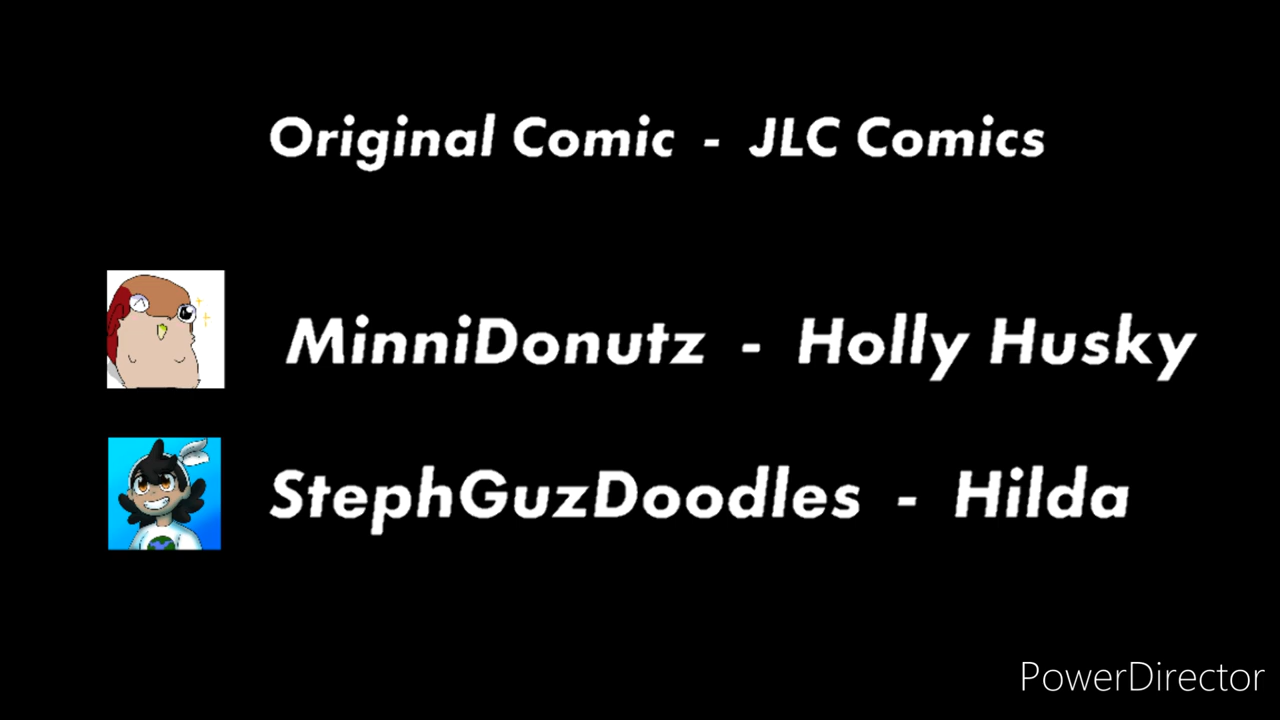 Original Comic - JLC Comics
MinniDonutz - Holly Husky
StephGuzDoodles - Hilda
PowerDirector